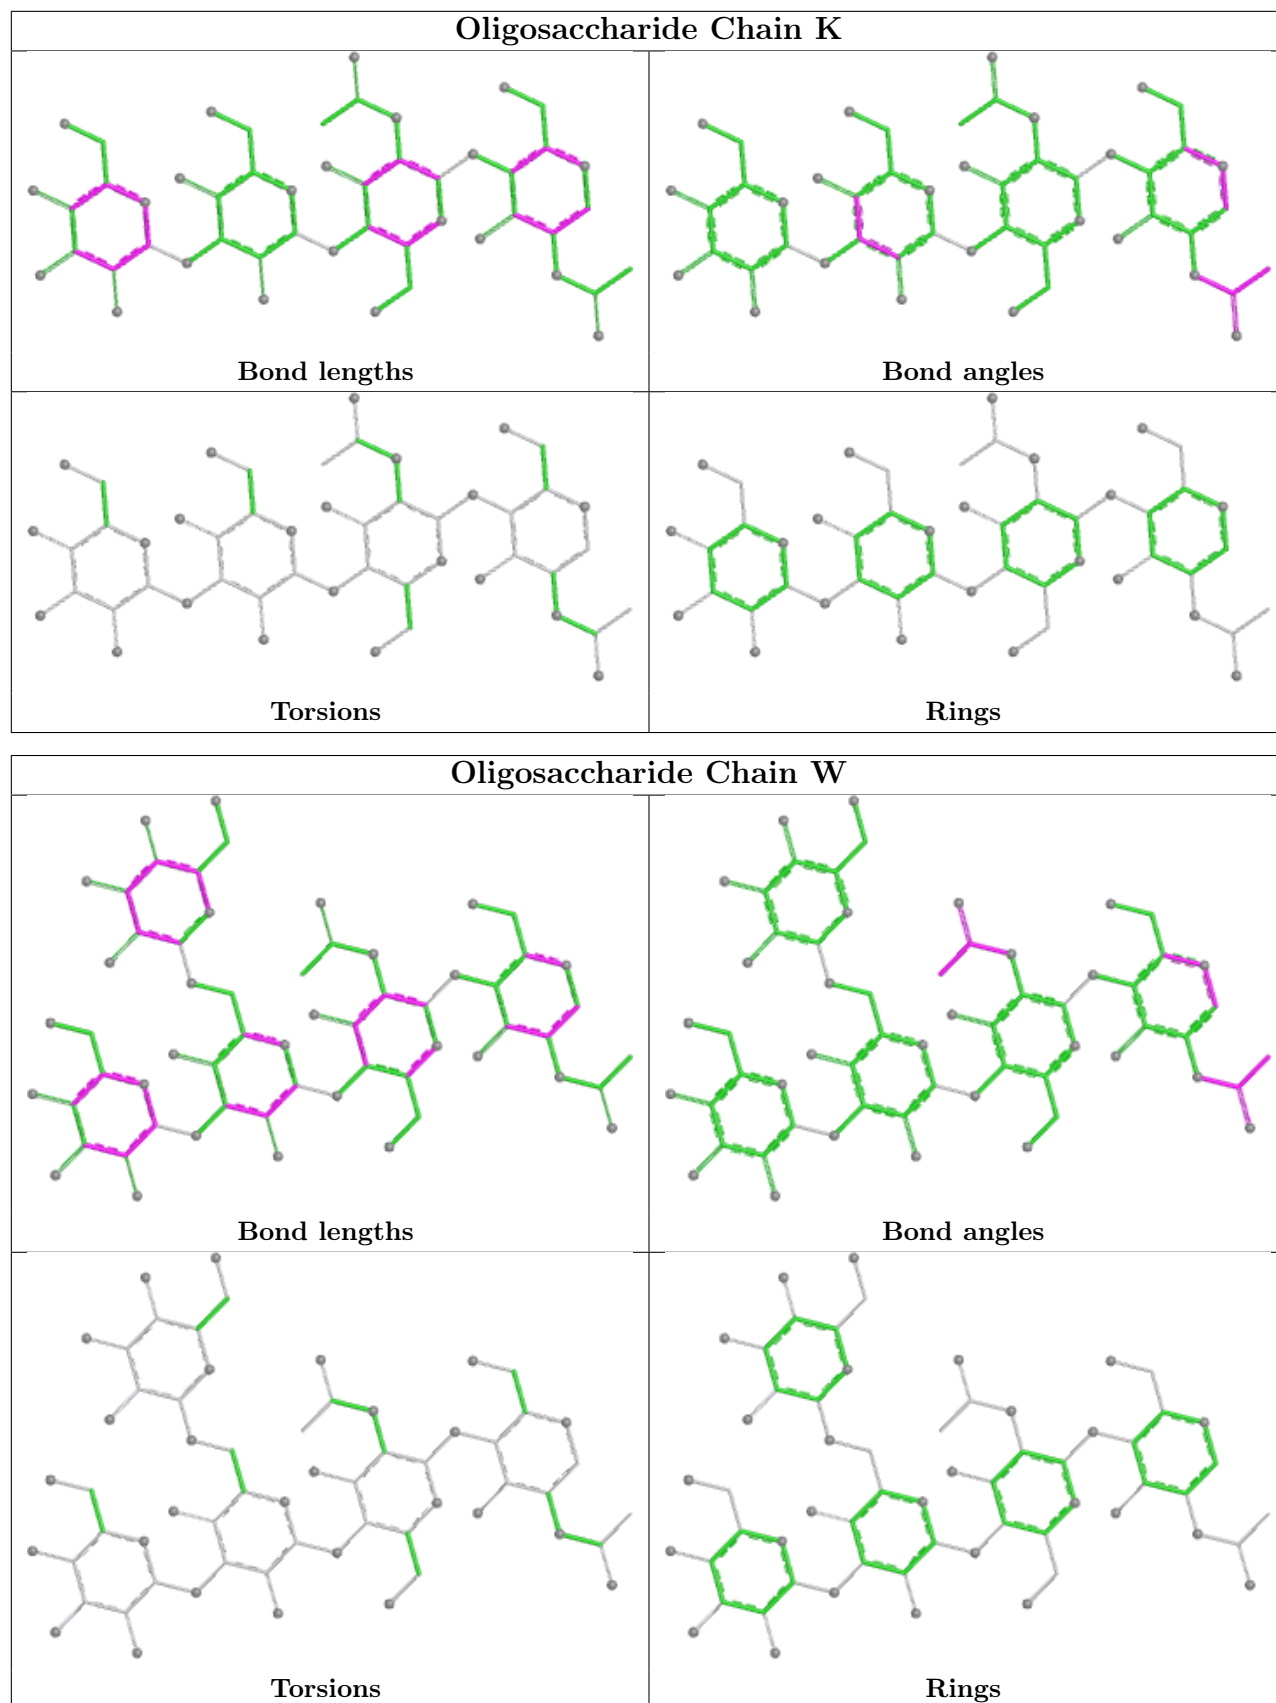 Oligosaccharide Chain K
Bond lengths
Bond angles
Torsions
Rings
Oligosaccharide Chain W
Bond lengths
Bond angles
Torsions
Rings